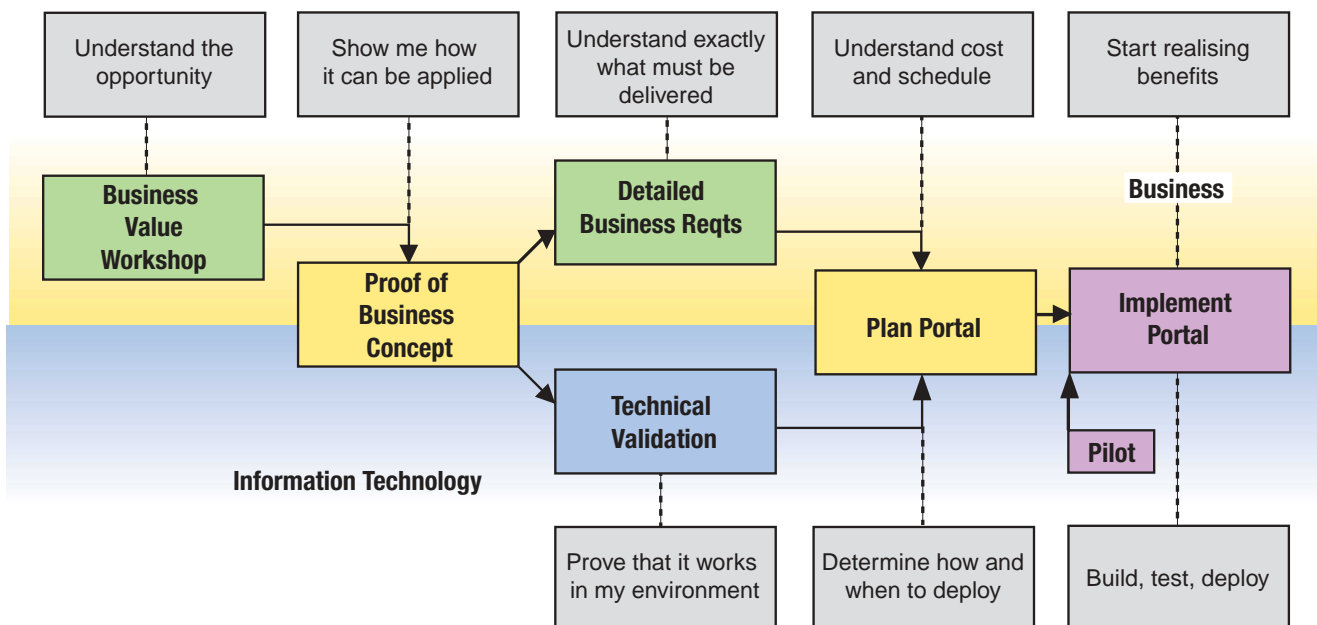 Understand the
opportunity
Show me how
it can be applied
Understand exactly
what must be
delivered
Understand cost
and schedule
Start realising
benefits
Business
Value
Workshop
Detailed
Business Reqts
Business
Proof of
Business
Concept
Plan Portal
Implement
Portal
Technical
Validation
Pilot
Information Technology
Prove that it works
in my environment
Determine how and
when to deploy
Build, test, deploy